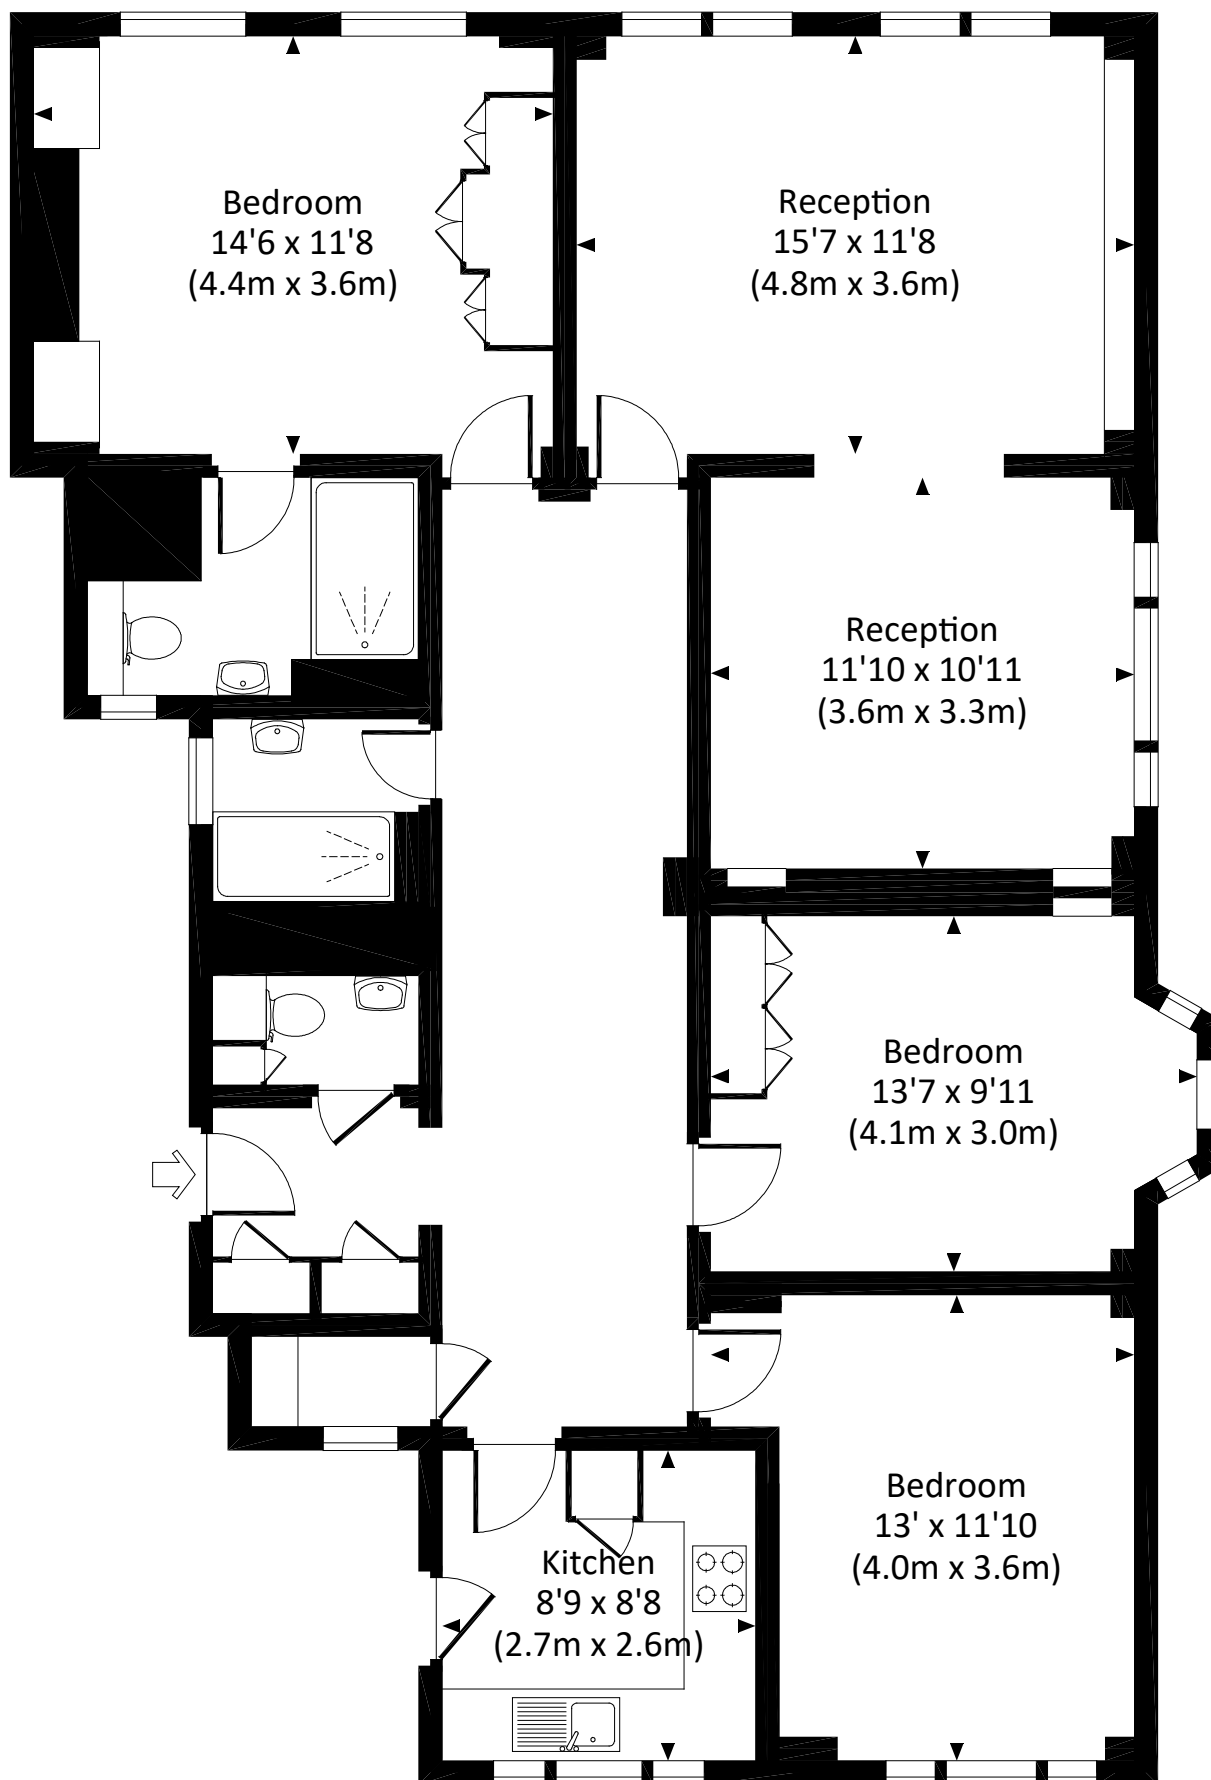 Bedroom
14'6 x 11'8
(4.4m x 3.6m)
Reception
15'7 x 11'8
(4.8m x 3.6m)
Reception
11'10 x 10'11
(3.6m x 3.3m)
Bedroom
13'7 x 9'11
(4.1m x 3.0m)
Bedroom
13' x 11'10
(4.0m x 3.6m)
Kitchen
8'9 x 8'8
(2.7m x 2.6m)